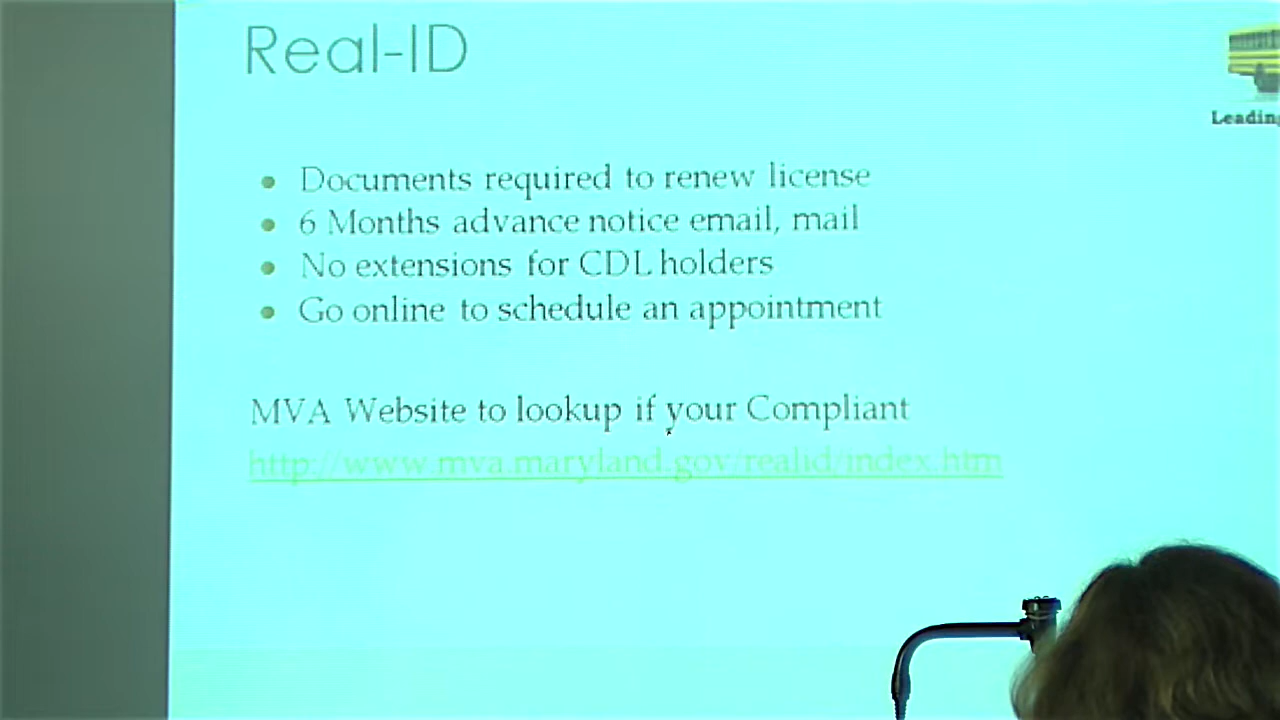 Real-ID
Leading
Documents required to renew license
6 Months advance notice email, mail
No extensions for CDL holders
Go online to schedule an appointment
MVA Website to lookup if your Compliant
http://www.mva.maryland.gov/realid/index.htm